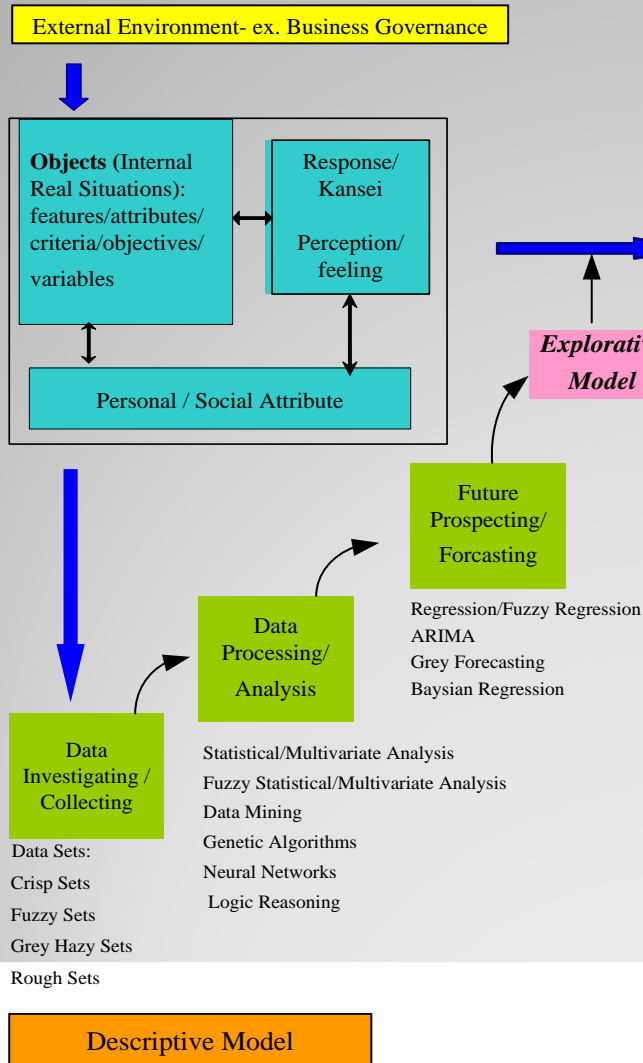 External Environment- ex. Business Governance
Objects (Internal
Real Situations):
features/attributes/
criteria/objectives/
variables
Response/
Kansei
Perception/
feeling
Personal / Social Attribute
Model
Future
Prospecting/
Forcasting
Regression/Fuzzy Regression
ARIMA
Grey Forecasting
Baysian Regression
Data
Processing/
Analysis
Statistical/Multivariate Analysis
Fuzzy Statistical/Multivariate Analysis
Data Mining
Genetic Algorithms
Neural Networks
Logic Reasoning
Data
Investigating /
Collecting
Data Sets:
Crisp Sets
Fuzzy Sets
Grey Hazy Sets
Rough Sets
Descriptive Model